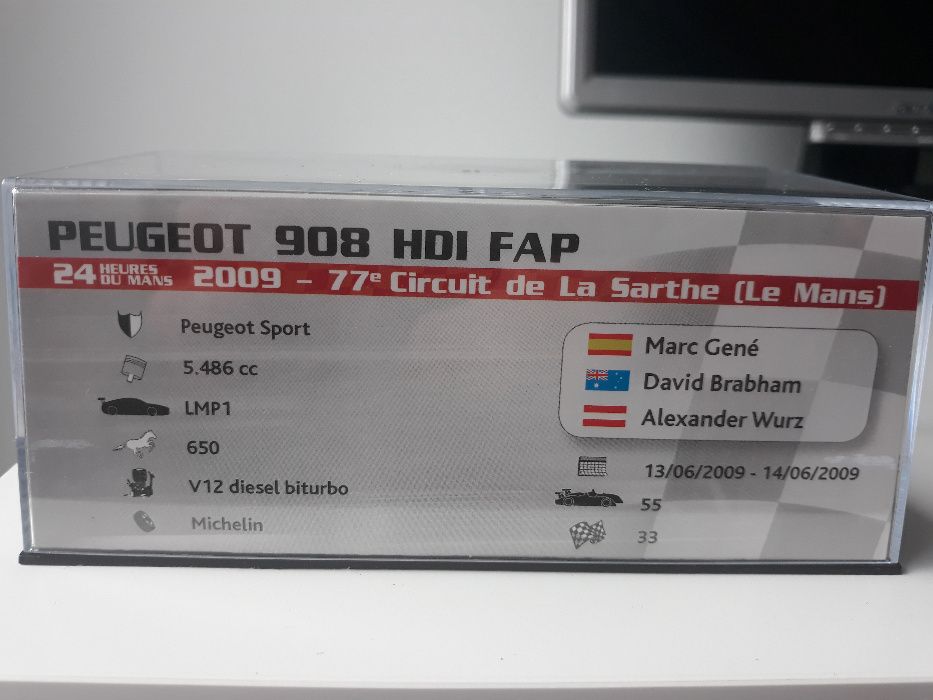 PEUGEOT 908 HDI FAP
24 HEURES DU MANS 2009 – 77e Circuit de La Sarthe (Le Mans)
Peugeot Sport
5.486 cc
LMP1
650
V12 diesel biturbo
Michelin
Marc Gené
David Brabham
Alexander Wurz
13/06/2009 - 14/06/2009
55
33